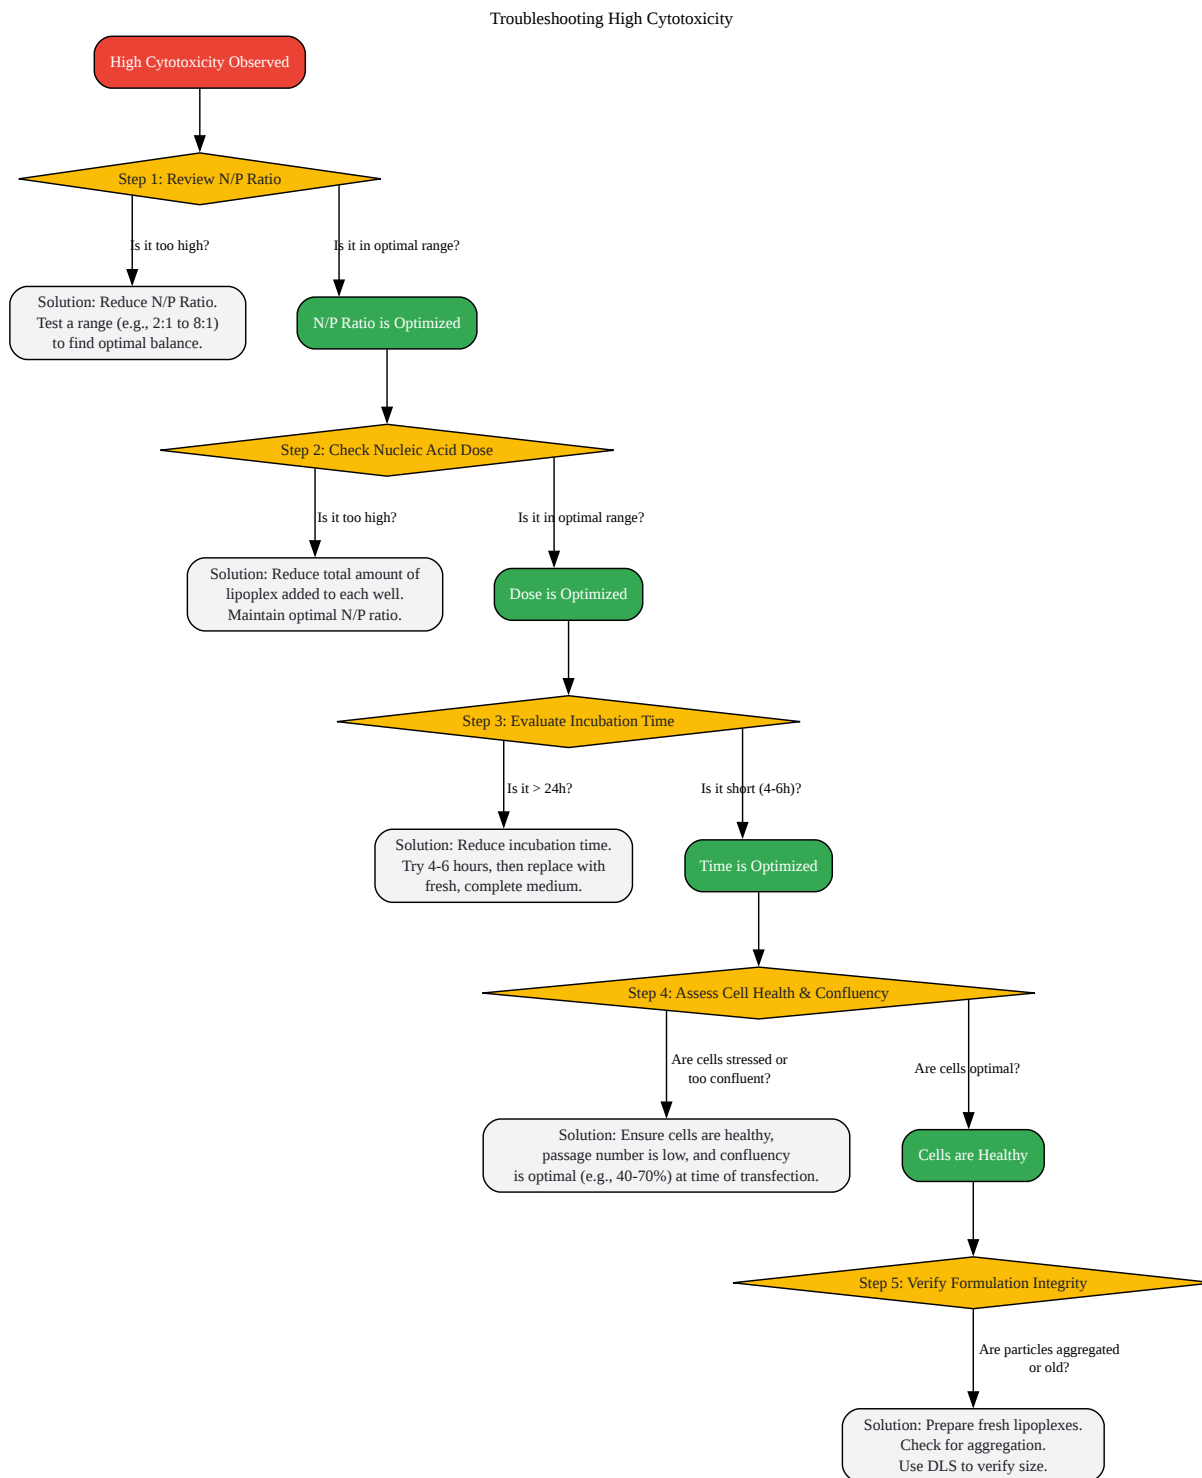 Troubleshooting High Cytotoxicity
High Cytotoxicity Observed
Step 1: Review N/P Ratio
Is it too high?
Is it in optimal range?
Solution: Reduce N/P Ratio.
Test a range (e.g., 2:1 to 8:1)
to find optimal balance.
N/P Ratio is Optimized
Step 2: Check Nucleic Acid Dose
Is it too high?
Is it in optimal range?
Solution: Reduce total amount of
lipoplex added to each well.
Maintain optimal N/P ratio.
Dose is Optimized
Step 3: Evaluate Incubation Time
Is it > 24h?
Is it short (4-6h)?
Solution: Reduce incubation time.
Try 4-6 hours, then replace with
fresh, complete medium.
Time is Optimized
Step 4: Assess Cell Health & Confluency
Are cells stressed or
too confluent?
Are cells optimal?
Solution: Ensure cells are healthy,
passage number is low, and confluency
is optimal (e.g., 40-70%) at time of transfection.
Cells are Healthy
Step 5: Verify Formulation Integrity
Are particles aggregated
or old?
Solution: Prepare fresh lipoplexes.
Check for aggregation.
Use DLS to verify size.